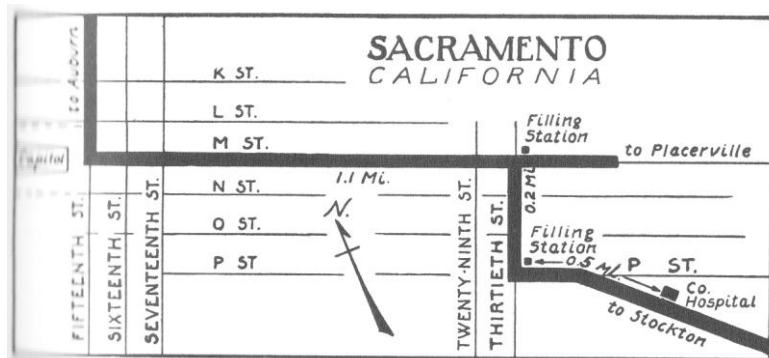 SACRAMENTO
CALIFORNIA
to Auburn
K ST.
L ST.
M ST.
Capitol
Filling
Station
to Placerville
1.1 Mi.
0.2 Mi.
N ST.
N.
O ST.
P ST
Filling
Station
0.5 Mi.
P ST.
Co.
Hospital
to Stockton
FIFTEENTH ST.
SIXTEENTH ST.
SEVENTEENTH ST.
TWENTY-NINTH ST.
THIRTIETH ST.